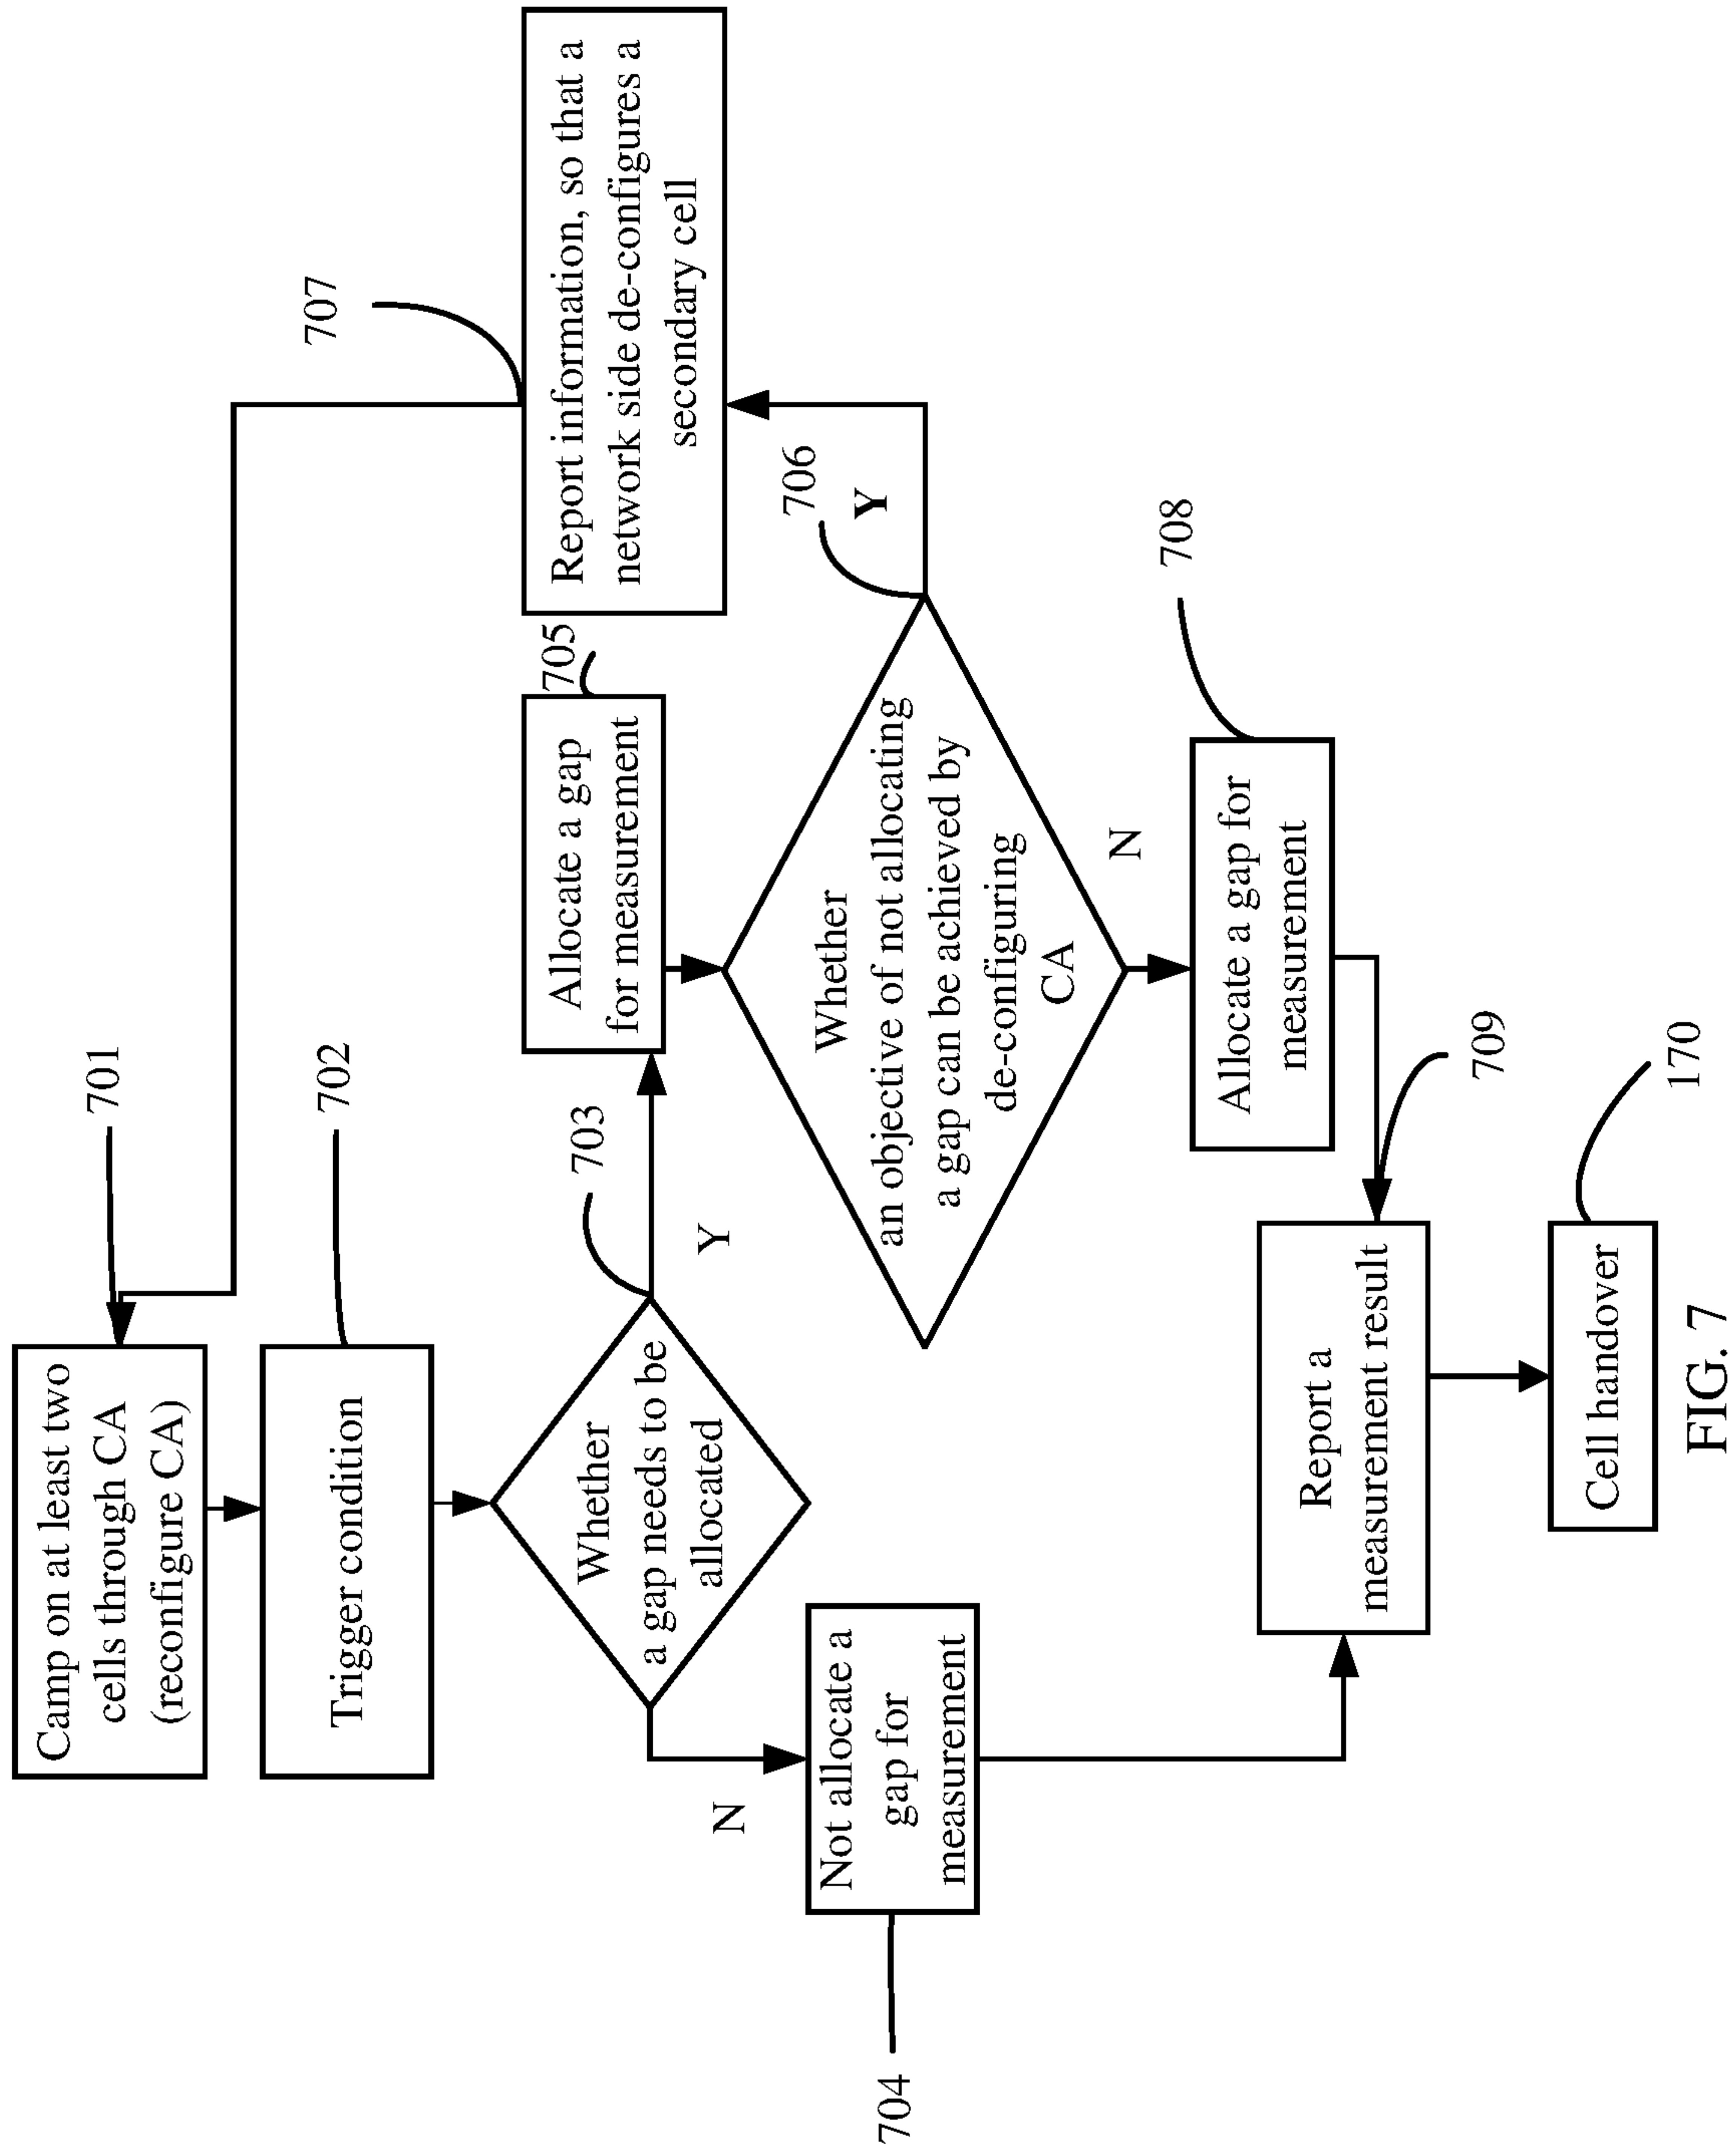 Camp on at least two
cells through CA
(reconfigure CA)
701
Trigger condition
702
Whether
a gap needs to be
allocated
703
N
Y
Not allocate a
gap for
measurement
704
Allocate a gap
for measurement
705
Whether
an objective of not allocating
a gap can be achieved by
de-configuring
CA
706
Y
N
Report information, so that a
network side de-configures a
secondary cell
707
Allocate a gap for
measurement
708
Report a
measurement result
709
Cell handover
170
FIG. 7